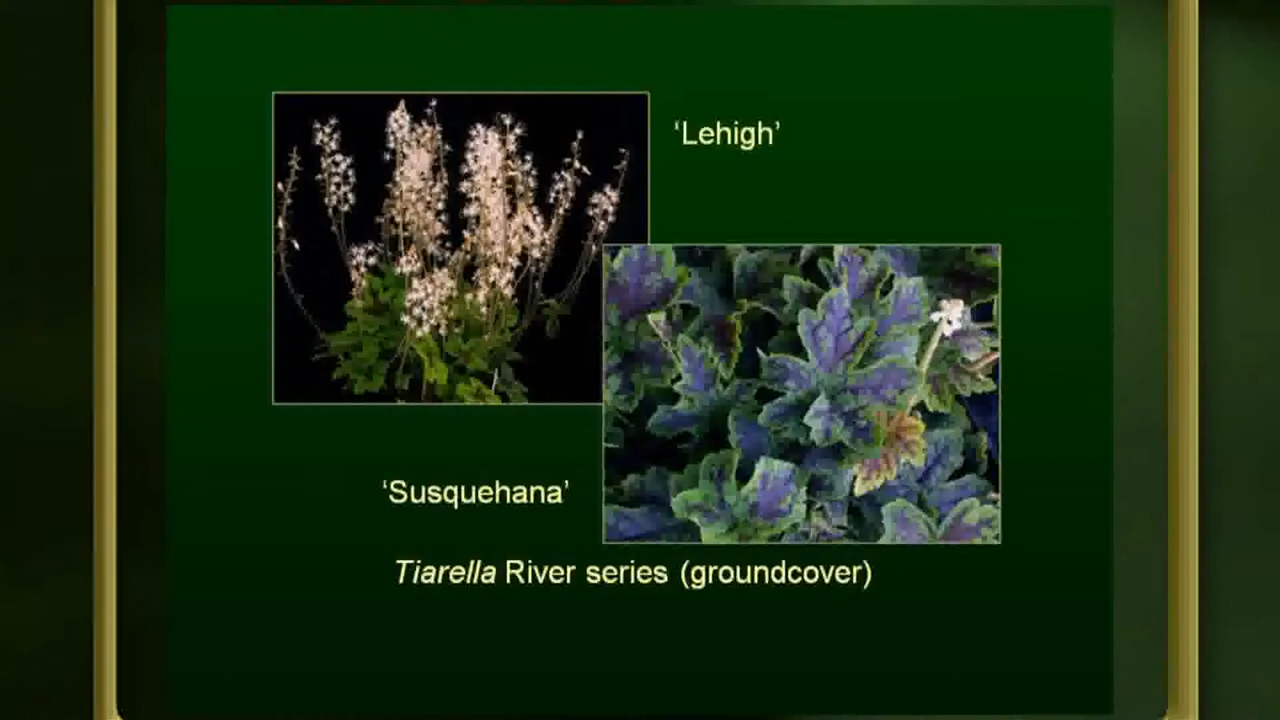 ‘Lehigh’
‘Susquehana’
Tiarella River series (groundcover)